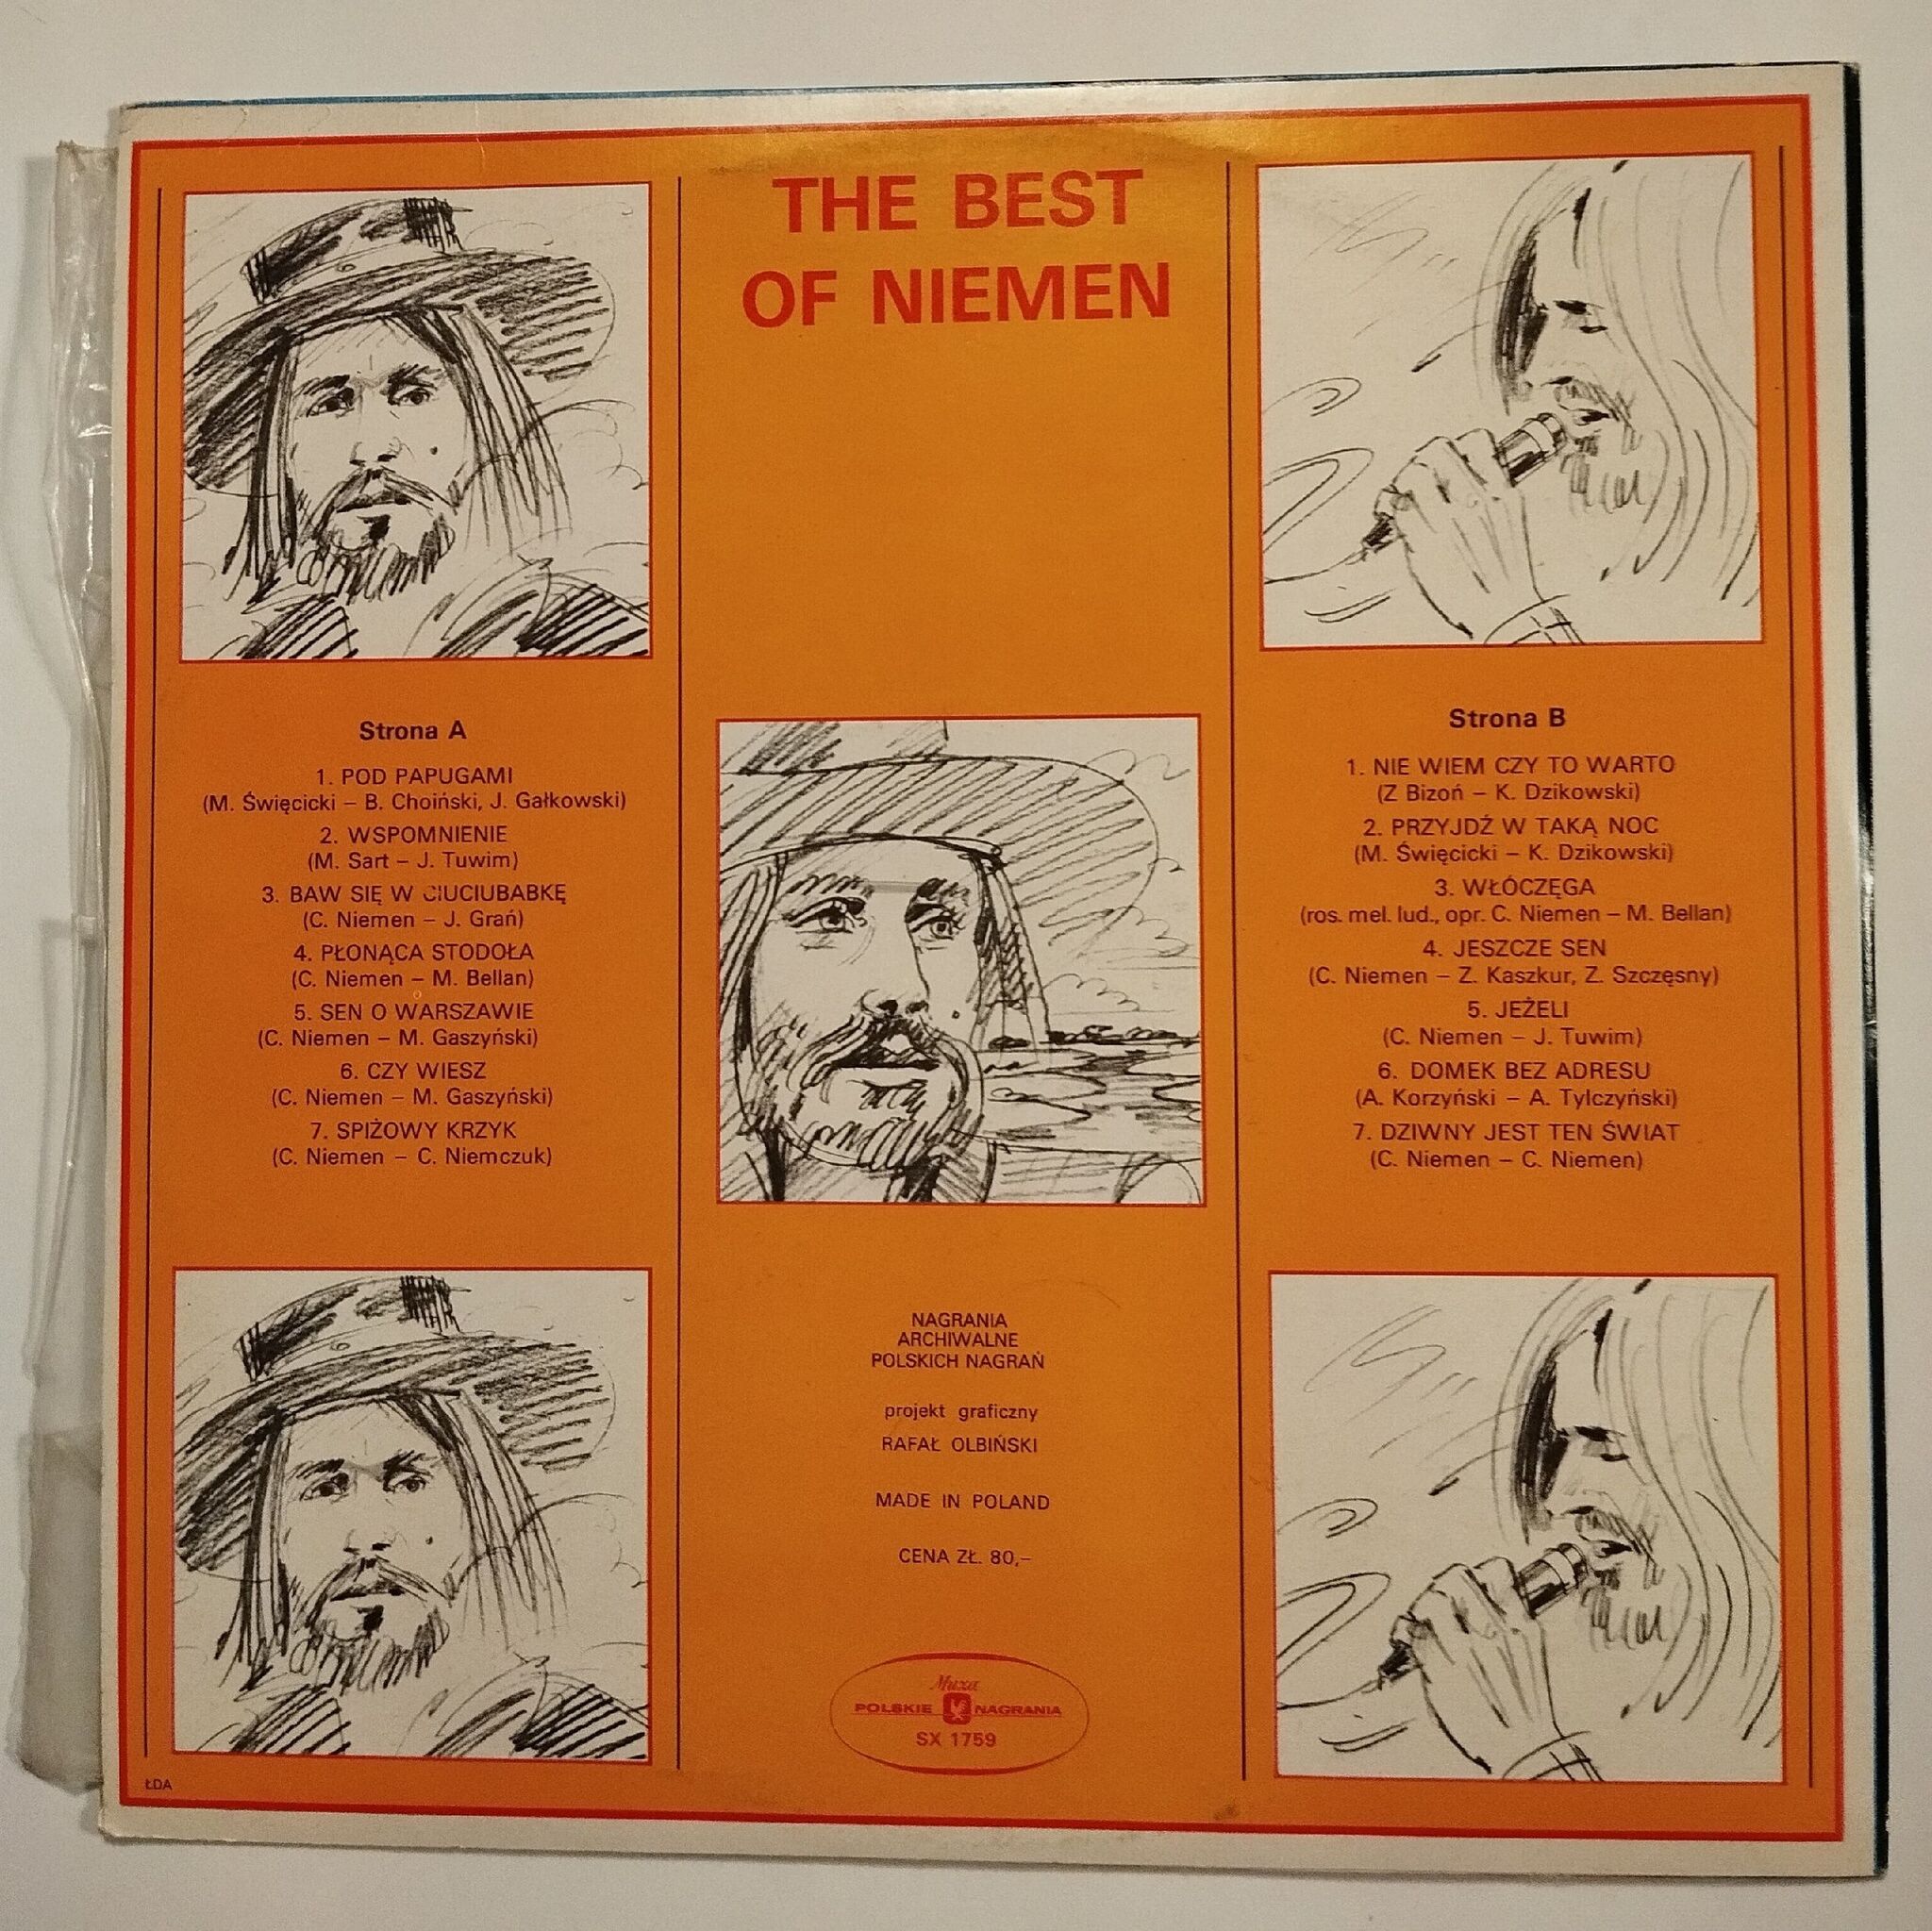 THE BEST
OF NIEMEN
Strona A
1. POD PAPUGAMI
(M. Święcicki – B. Choiński, J. Gałkowski)
2. WSPOMNIENIE
(M. Sart – J. Tuwim)
3. BAW SIĘ W CIUCIUBABKĘ
(C. Niemen – J. Grań)
4. PŁONĄCA STODOŁA
(C. Niemen – M. Bellan)
5. SEN O WARSZAWIE
(C. Niemen – M. Gaszyński)
6. CZY WIESZ
(C. Niemen – M. Gaszyński)
7. SPIŻOWY KRZYK
(C. Niemen – C. Niemczuk)
Strona B
1. NIE WIEM CZY TO WARTO
(Z Bizoń – K. Dzikowski)
2. PRZYJDŹ W TAKĄ NOC
(M. Święcicki – K. Dzikowski)
3. WŁÓCZĘGA
(ros. mel. lud., opr. C. Niemen – M. Bellan)
4. JESZCZE SEN
(C. Niemen – Z. Kaszkur, Z. Szczęsny)
5. JEŻELI
(C. Niemen – J. Tuwim)
6. DOMEK BEZ ADRESU
(A. Korzyński – A. Tylczyński)
7. DZIWNY JEST TEN ŚWIAT
(C. Niemen – C. Niemen)
NAGRANIA
ARCHIWALNE
POLSKICH NAGRAŃ
projekt graficzny
RAFAŁ OLBIŃSKI
MADE IN POLAND
CENA ZŁ. 80,–
Muza
POLSKIE NAGRANIA
SX 1759
ŁDA